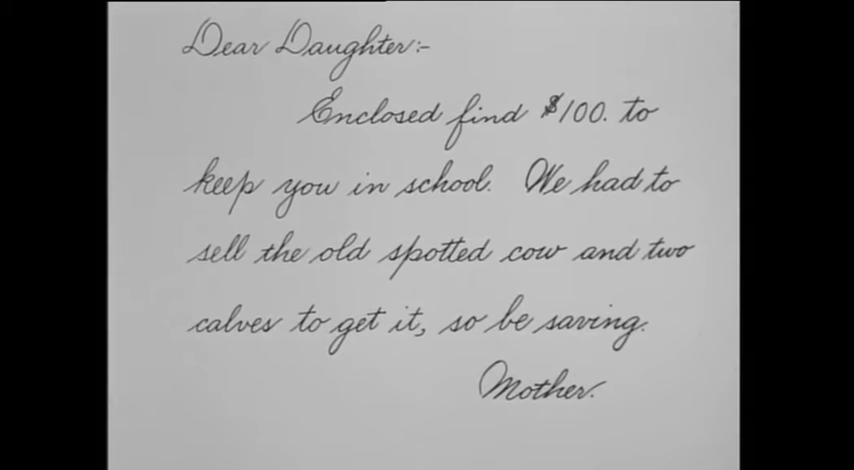 Dear Daughter:-
Enclosed find $100. to
keep you in school. We had to
sell the old spotted cow and two
calves to get it, so be saving.
Mother.